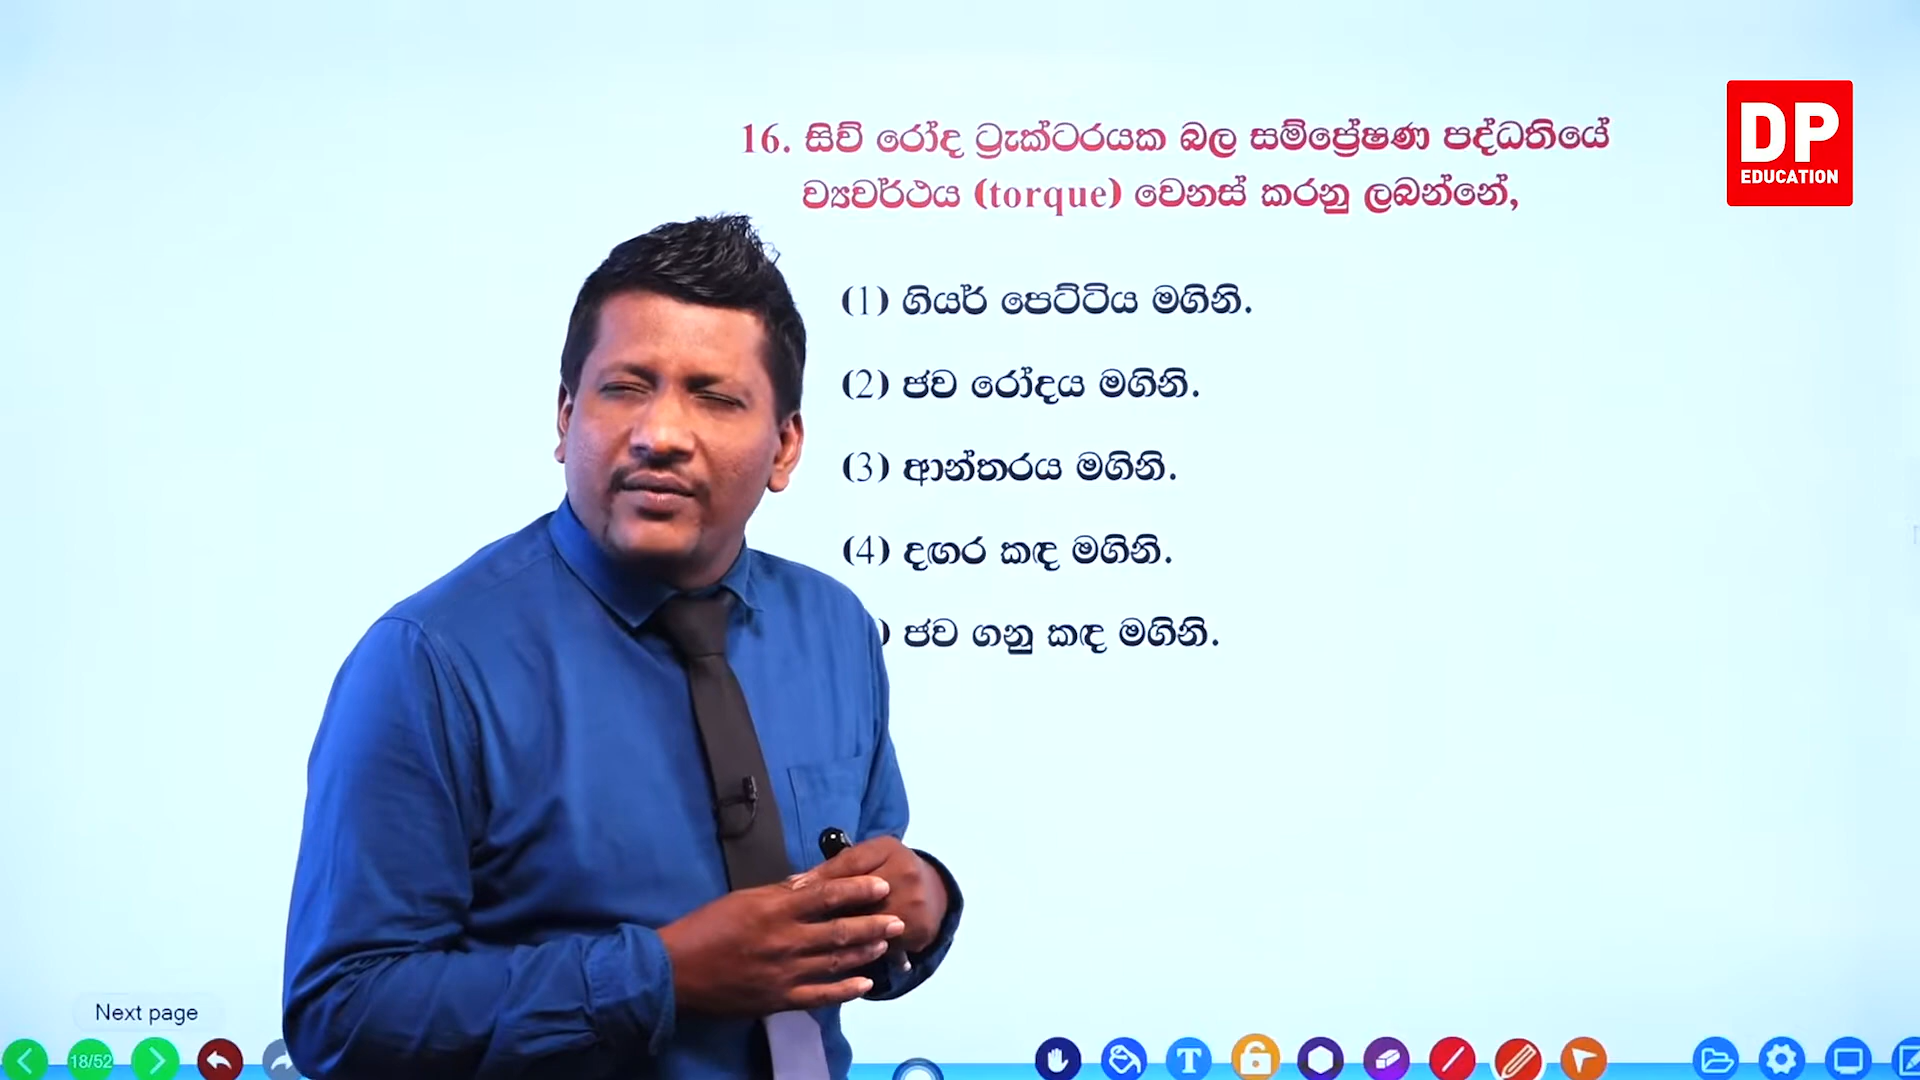 DP
EDUCATION
16. සිව් රෝද ට්‍රැක්ටරයක බල සම්ප්‍රේෂණ පද්ධතියේ
ව්‍යවර්ථය (torque) වෙනස් කරනු ලබන්නේ,
(1) ගියර් පෙට්ටිය මගිනි.
(2) ජව රෝදය මගිනි.
(3) ආන්තරය මගිනි.
(4) දඟර කඳ මගිනි.
) ජව ගනු කඳ මගිනි.
Next page
18/52
T